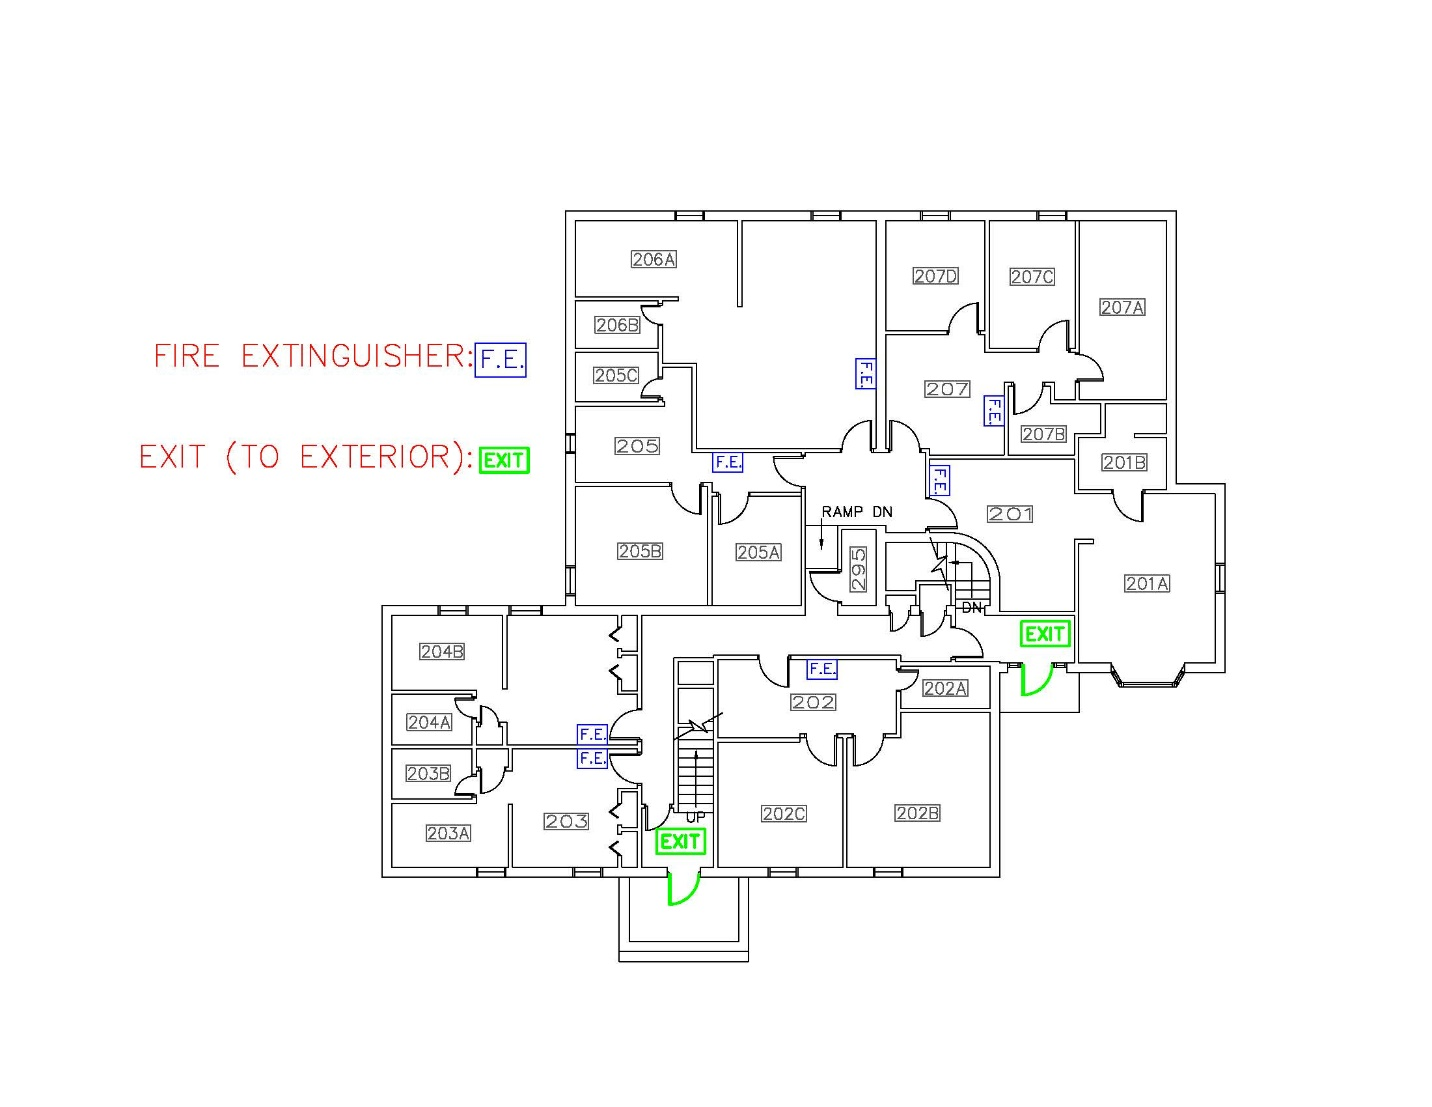 206A
207D
207C
207A
206B
FIRE EXTINGUISHER: F.E.
205C
F.E.
207
F.E.
207B
205
EXIT (TO EXTERIOR): EXIT
F.E.
201B
F.E.
201
RAMP DN
205B
205A
295
201A
DN
EXIT
204B
F.E.
202A
202
204A
F.E.
F.E.
203B
202C
202B
UP
203
203A
EXIT